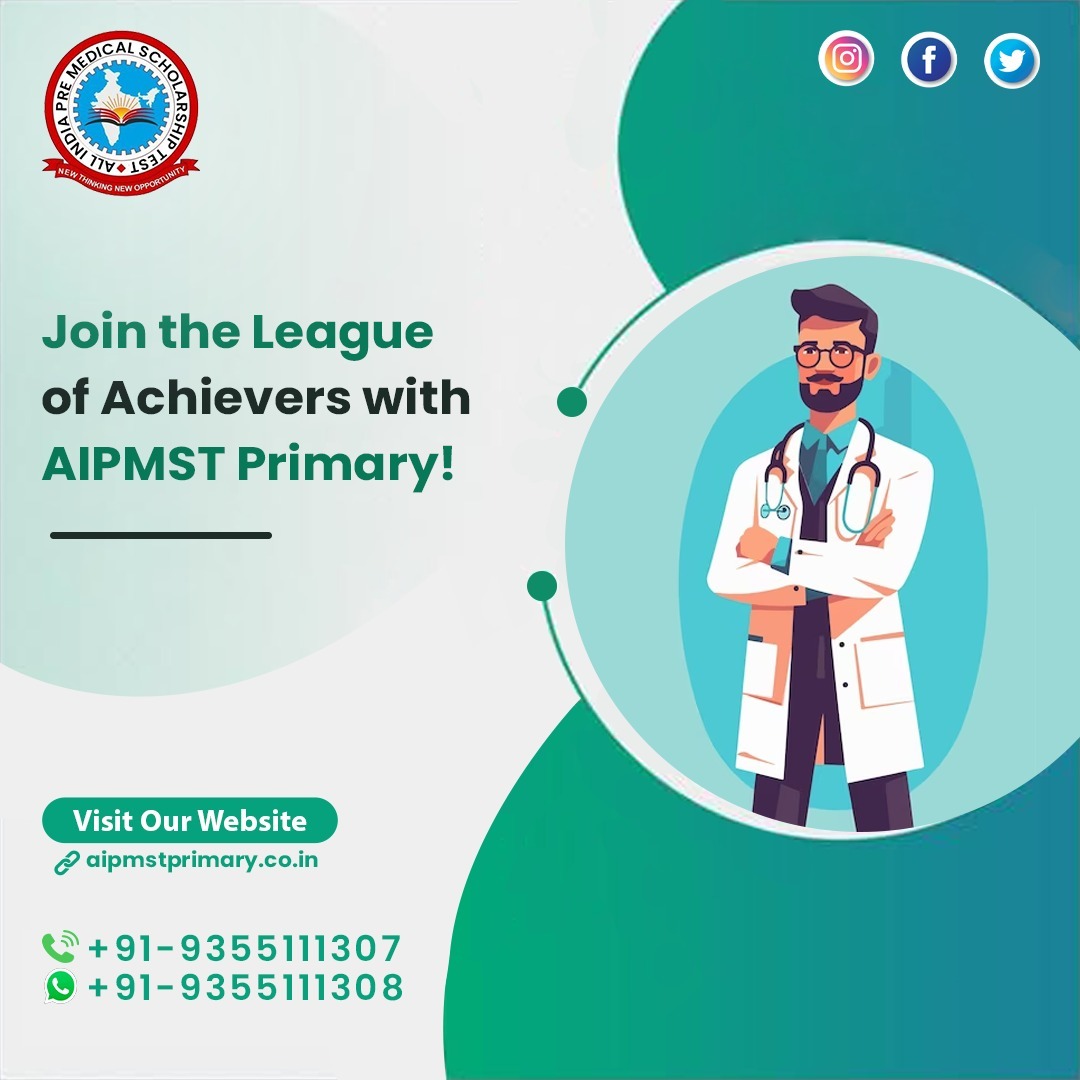 ALL INDIA PRE MEDICAL SCHOLARSHIP TEST
NEW THINKING NEW OPPORTUNITY
Join the League
of Achievers with
AIPMST Primary!
Visit Our Website
aipmstprimary.co.in
+91-9355111307
+91-9355111308